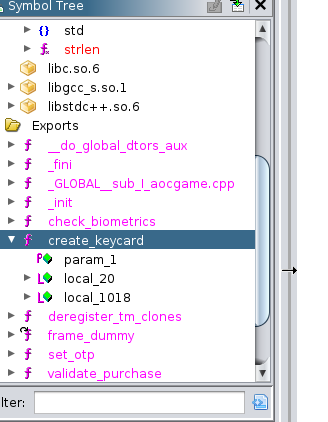 Symbol Tree
{} std
f strlen
libc.so.6
libgcc_s.so.1
libstdc++.so.6
Exports
f __do_global_dtors_aux
f _fini
f _GLOBAL__sub_I_aocgame.cpp
f _init
f check_biometrics
f create_keycard
P param_1
L local_20
L local_1018
f deregister_tm_clones
f frame_dummy
f set_otp
f validate_purchase
lter: